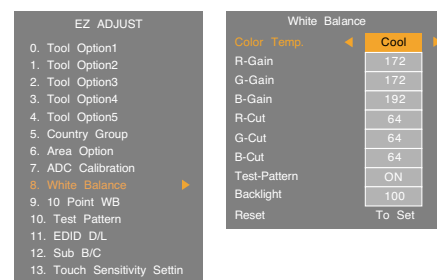 EZ ADJUST
0. Tool Option1
1. Tool Option2
2. Tool Option3
3. Tool Option4
4. Tool Option5
5. Country Group
6. Area Option
7. ADC Calibration
8. White Balance
9. 10 Point WB
10. Test Pattern
11. EDID D/L
12. Sub B/C
13. Touch Sensitivity Settin
White Balance
Color Temp. Cool
R-Gain 172
G-Gain 172
B-Gain 192
R-Cut 64
G-Cut 64
B-Cut 64
Test-Pattern ON
Backlight 100
Reset To Set